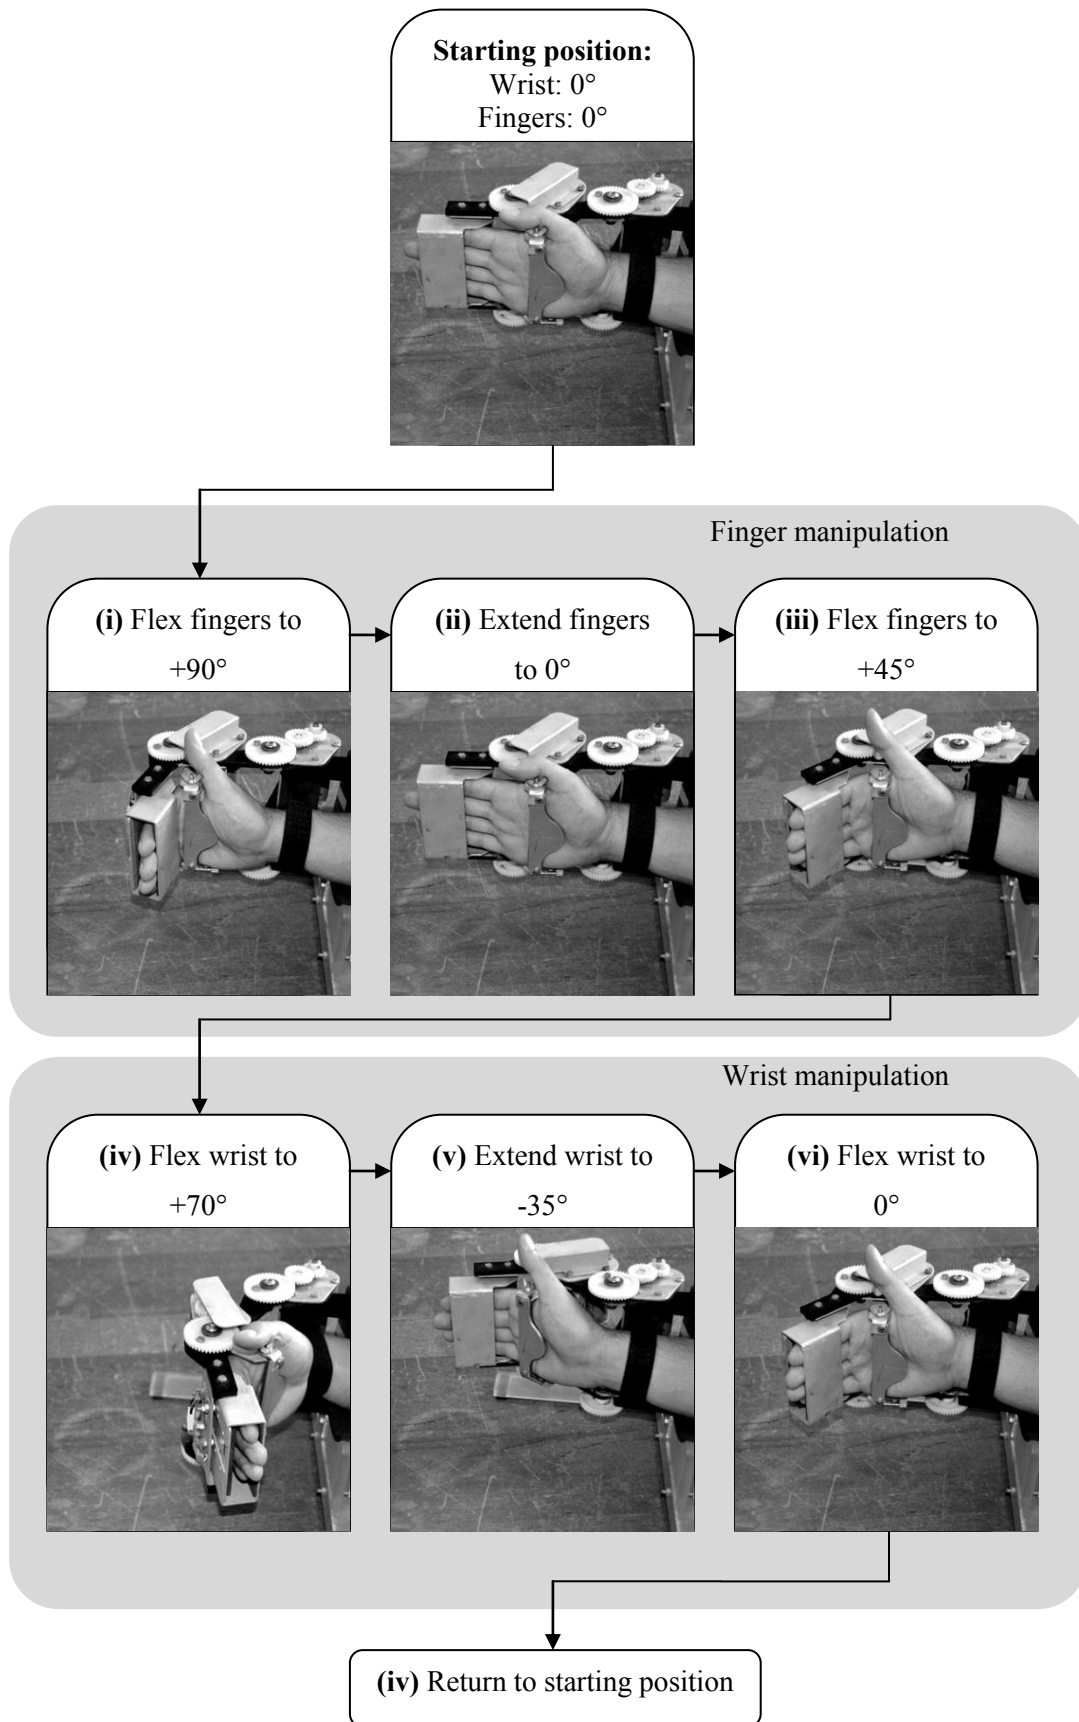 Starting position:
Wrist: 0°
Fingers: 0°
Finger manipulation
(i) Flex fingers to
+90°
(ii) Extend fingers
to 0°
(iii) Flex fingers to
+45°
Wrist manipulation
(iv) Flex wrist to
+70°
(v) Extend wrist to
-35°
(vi) Flex wrist to
0°
(iv) Return to starting position